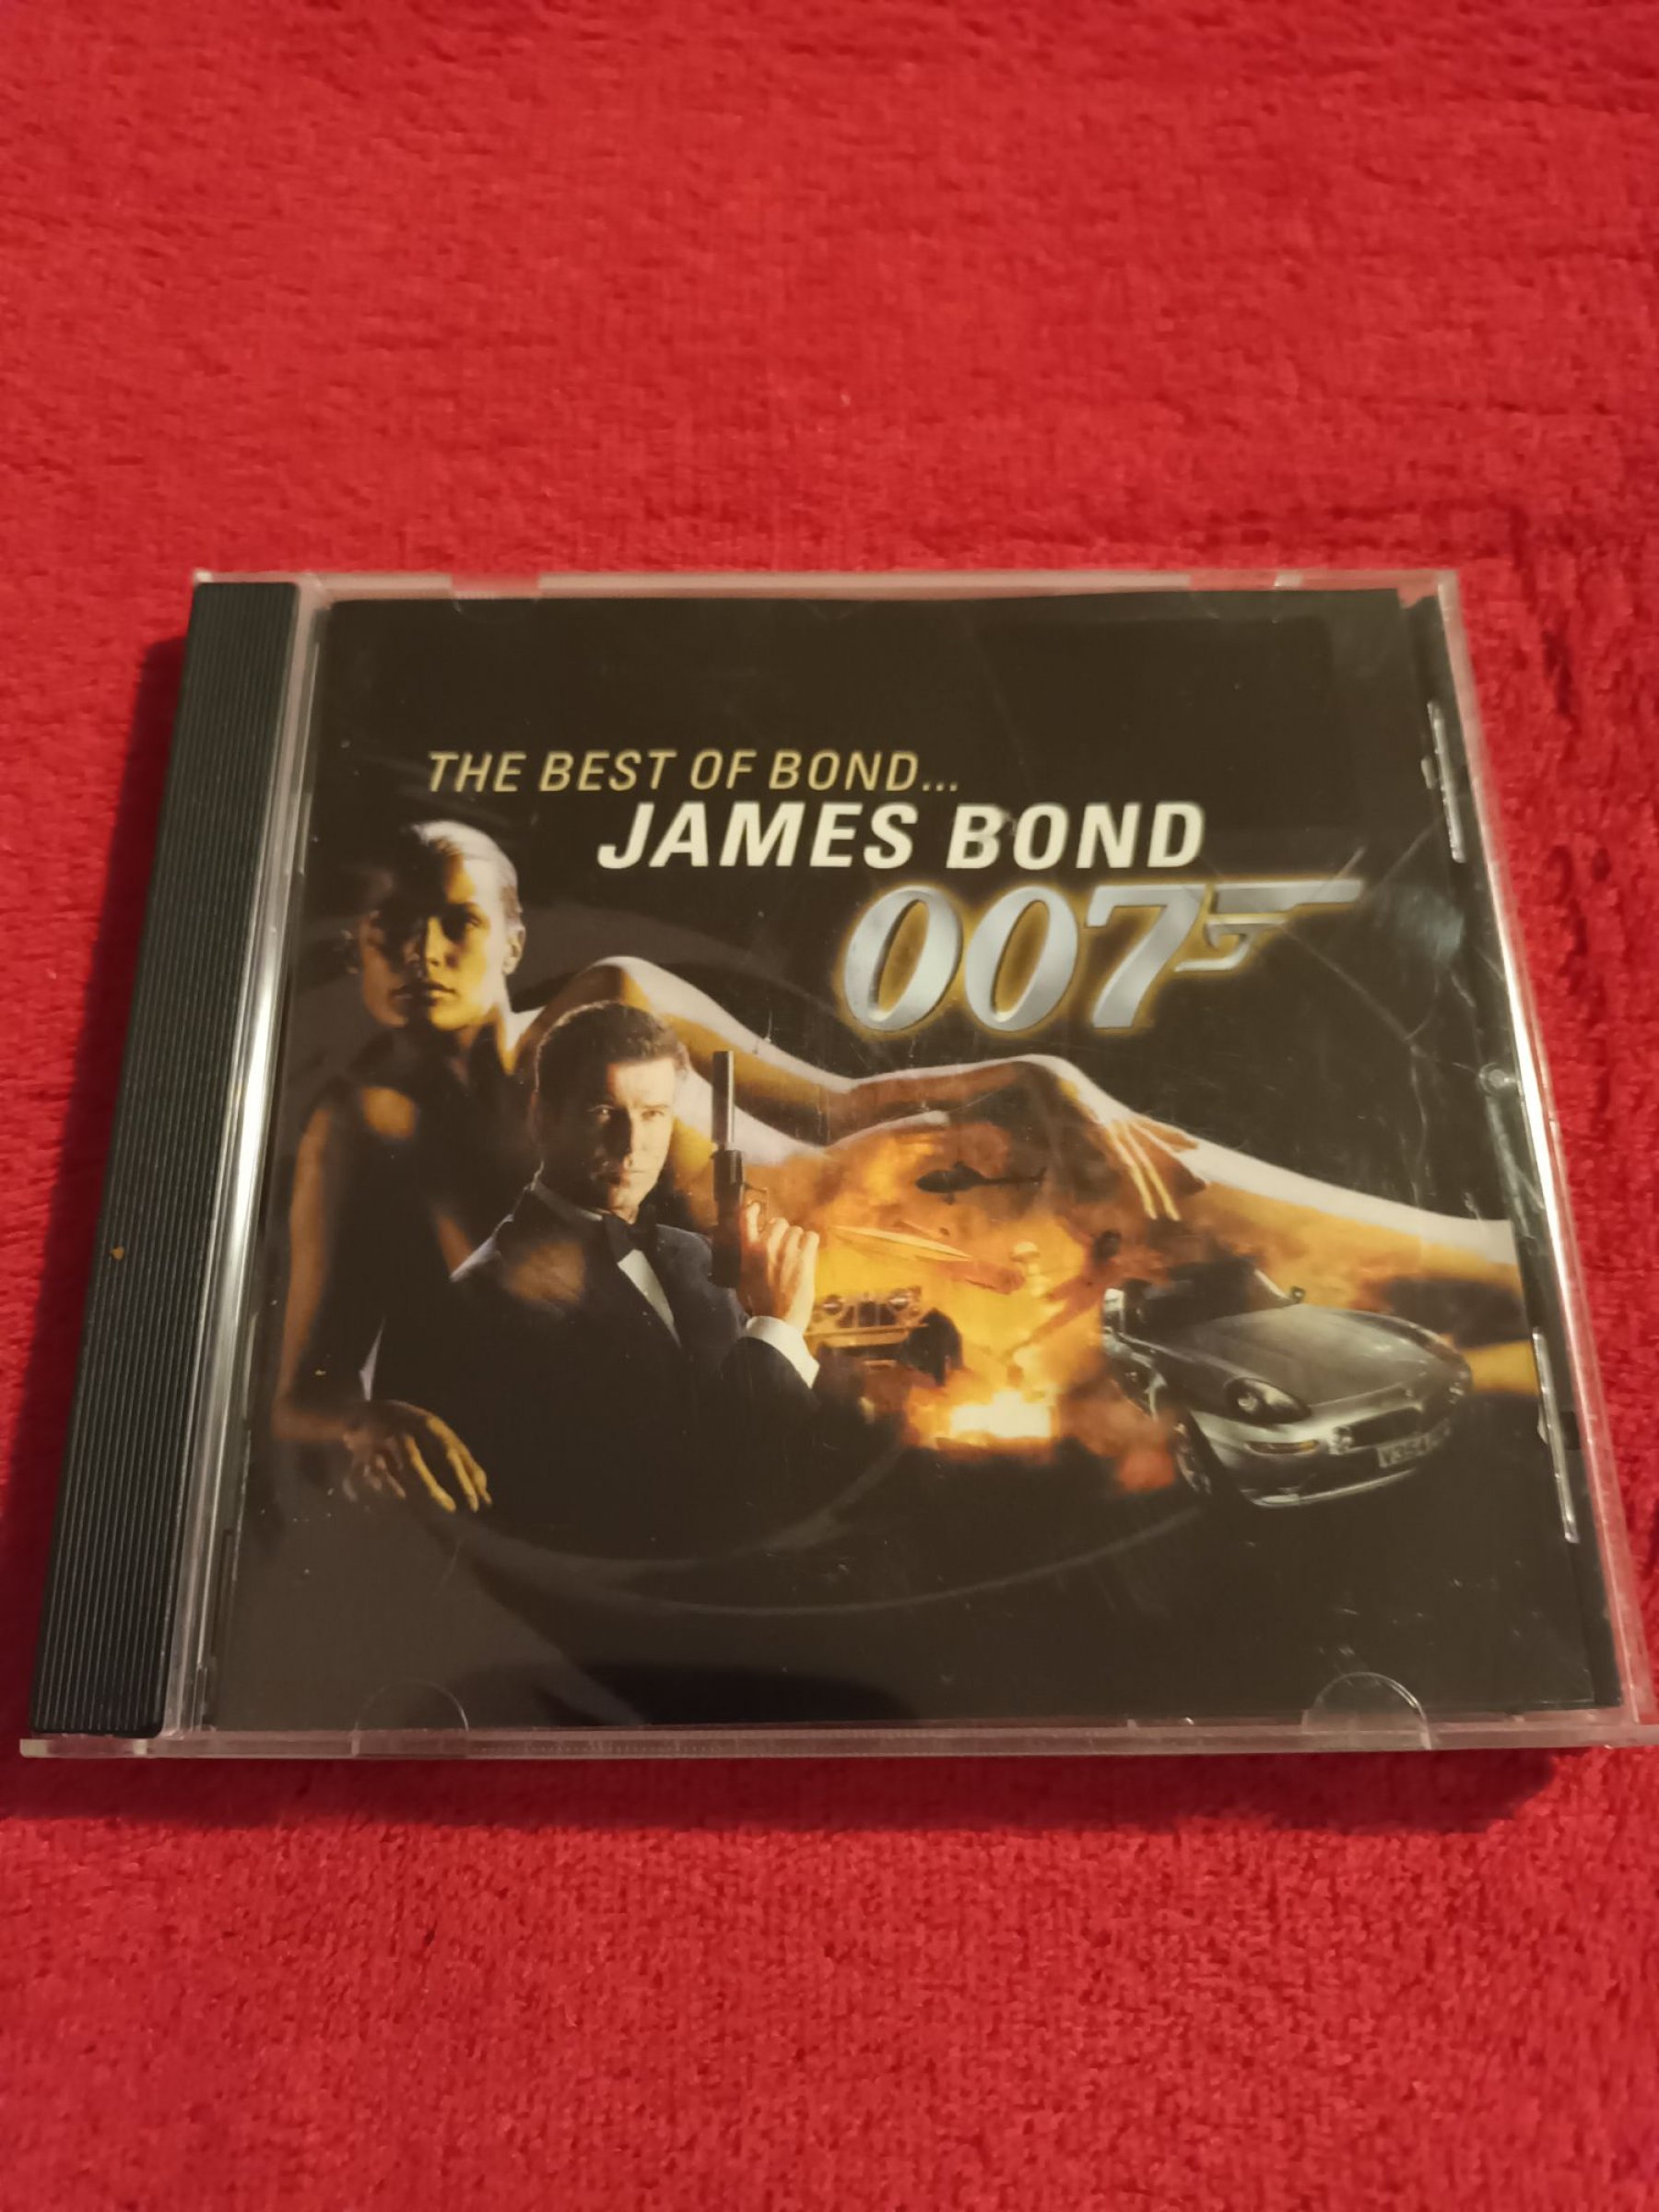 THE BEST OF BOND...
JAMES BOND
007